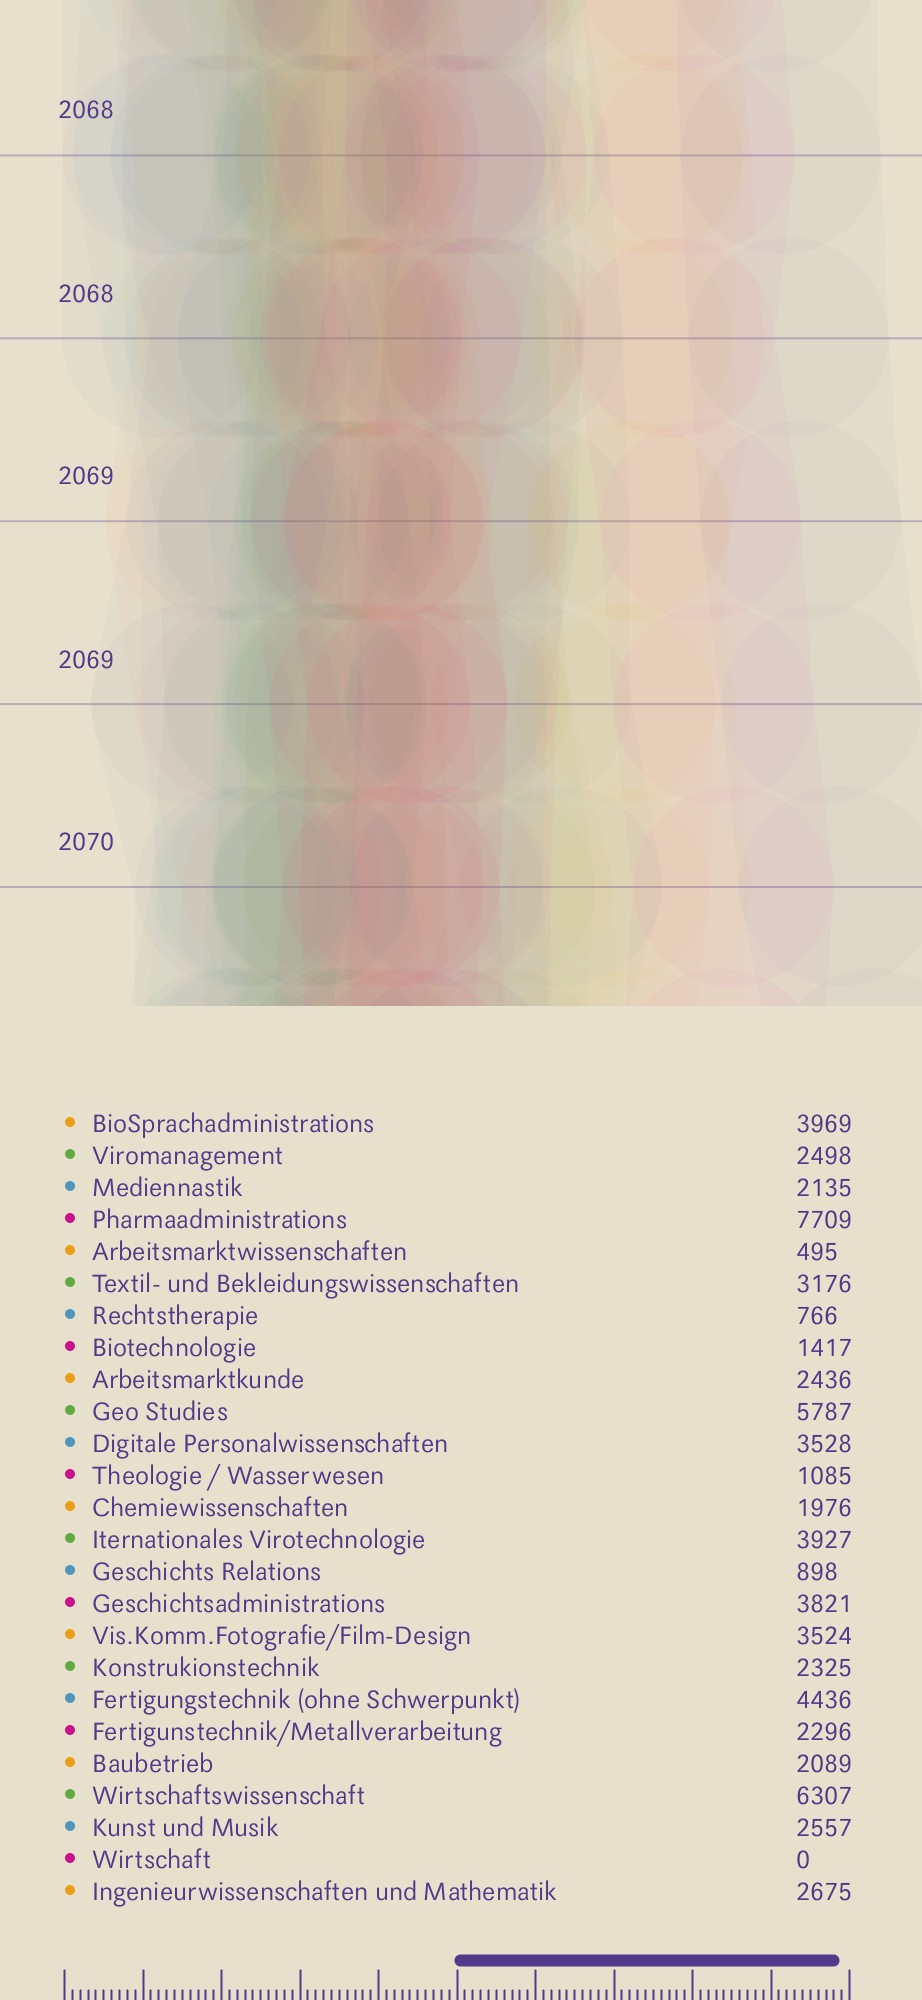 2068
2068
2069
2069
2070
BioSprachadministrations 3969
Viromanagement 2498
Mediennastik 2135
Pharmaadministrations 7709
Arbeitsmarktwissenschaften 495
Textil- und Bekleidungswissenschaften 3176
Rechtstherapie 766
Biotechnologie 1417
Arbeitsmarktkunde 2436
Geo Studies 5787
Digitale Personalwissenschaften 3528
Theologie / Wasserwesen 1085
Chemiewissenschaften 1976
Iternationales Virotechnologie 3927
Geschichts Relations 898
Geschichtsadministrations 3821
Vis.Komm.Fotografie/Film-Design 3524
Konstrukionstechnik 2325
Fertigungstechnik (ohne Schwerpunkt) 4436
Fertigunstechnik/Metallverarbeitung 2296
Baubetrieb 2089
Wirtschaftswissenschaft 6307
Kunst und Musik 2557
Wirtschaft 0
Ingenieurwissenschaften und Mathematik 2675